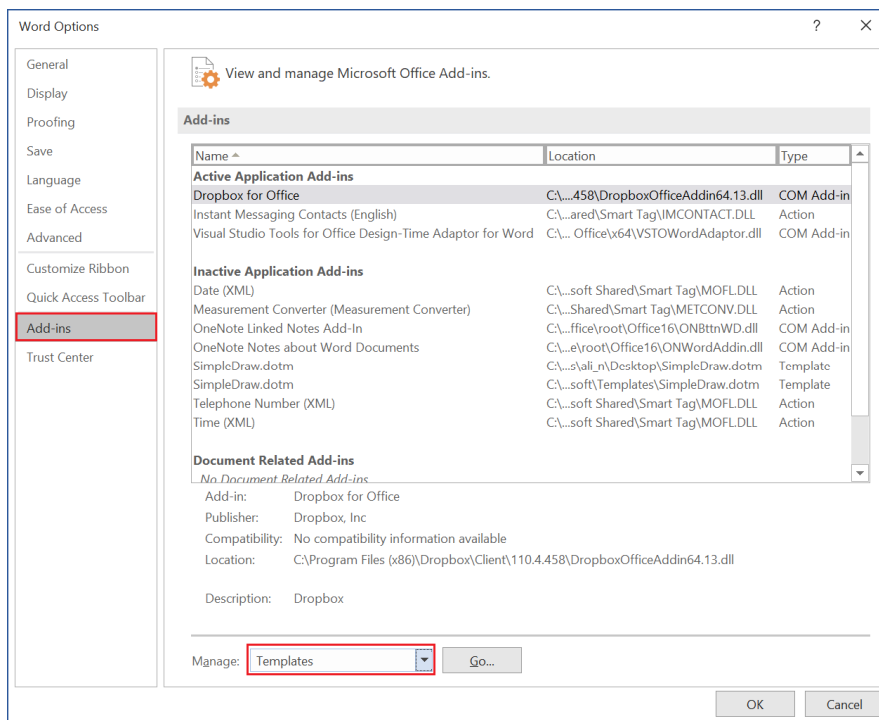 Word Options ? ×
General
Display
Proofing
Save
Language
Ease of Access
Advanced
Customize Ribbon
Quick Access Toolbar
Add-ins
Trust Center
View and manage Microsoft Office Add-ins.
Add-ins
Name Location Type
Active Application Add-ins
Dropbox for Office C:\....458\DropboxOfficeAddin64.13.dll COM Add-in
Instant Messaging Contacts (English) C:\...ared\Smart Tag\IMCONTACT.DLL Action
Visual Studio Tools for Office Design-Time Adaptor for Word C:\... Office\x64\VSTOWordAdaptor.dll COM Add-in
Inactive Application Add-ins
Date (XML) C:\...soft Shared\Smart Tag\MOFL.DLL Action
Measurement Converter (Measurement Converter) C:\...Shared\Smart Tag\METCONV.DLL Action
OneNote Linked Notes Add-In C:\...ffice\root\Office16\ONBttnWD.dll COM Add-in
OneNote Notes about Word Documents C:\...e\root\Office16\ONWordAddin.dll COM Add-in
SimpleDraw.dotm C:\...s\ali_n\Desktop\SimpleDraw.dotm Template
SimpleDraw.dotm C:\...soft\Templates\SimpleDraw.dotm Template
Telephone Number (XML) C:\...soft Shared\Smart Tag\MOFL.DLL Action
Time (XML) C:\...soft Shared\Smart Tag\MOFL.DLL Action
Document Related Add-ins
No Document Related Add-ins
Add-in: Dropbox for Office
Publisher: Dropbox, Inc
Compatibility: No compatibility information available
Location: C:\Program Files (x86)\Dropbox\Client\110.4.458\DropboxOfficeAddin64.13.dll
Description: Dropbox
Manage: Templates Go...
OK Cancel